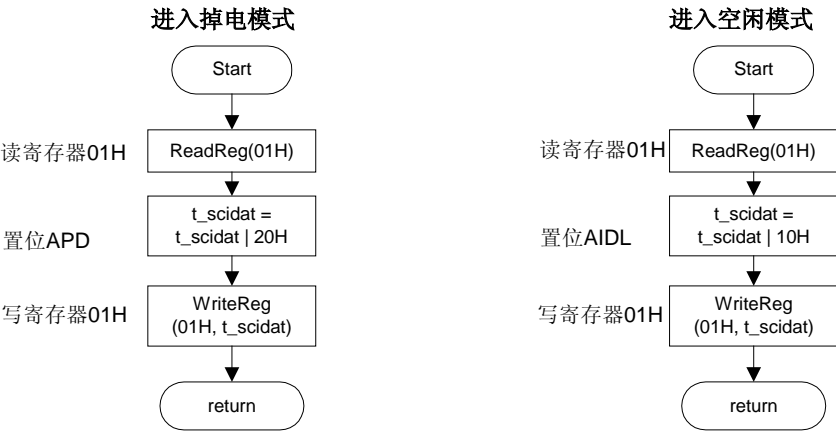 进入掉电模式
Start
读寄存器01H
ReadReg(01H)
置位APD
t_scidat =
t_scidat | 20H
写寄存器01H
WriteReg
(01H, t_scidat)
return
进入空闲模式
Start
读寄存器01H
ReadReg(01H)
置位AIDL
t_scidat =
t_scidat | 10H
写寄存器01H
WriteReg
(01H, t_scidat)
return